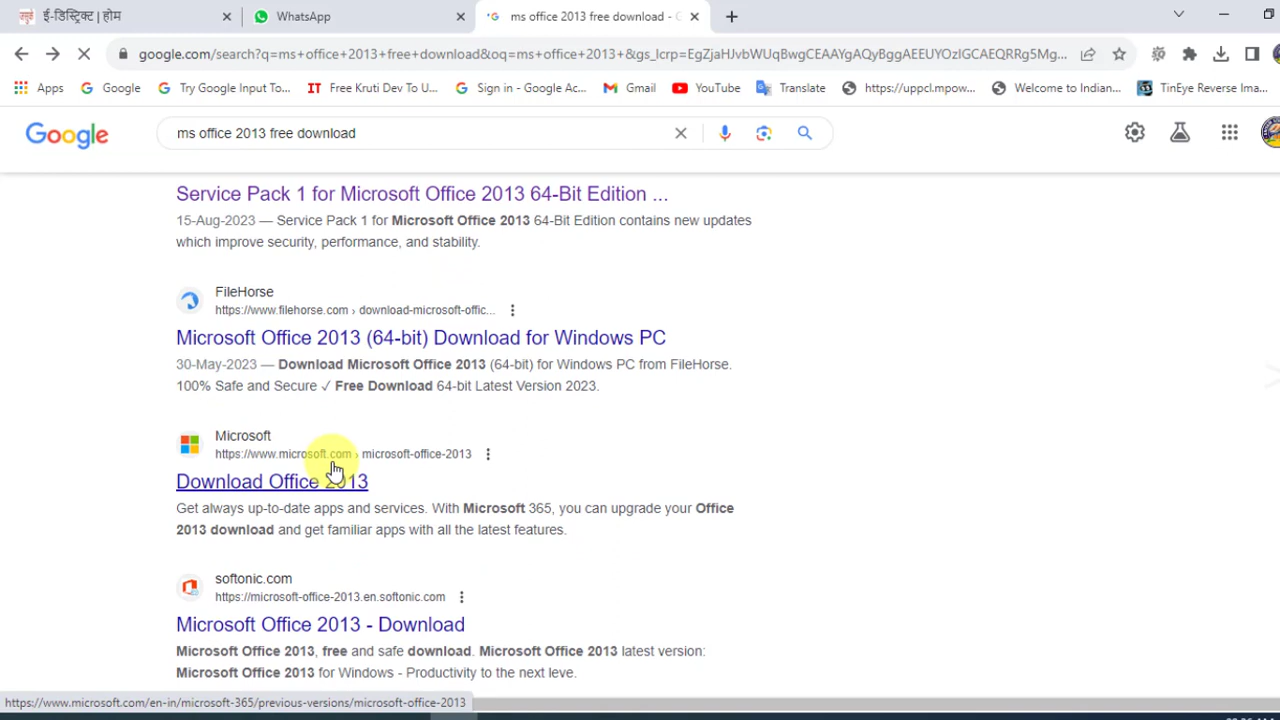 ई-डिस्ट्रिक्ट | होम
WhatsApp
ms office 2013 free download - G
google.com/search?q=ms+office+2013+free+download&oq=ms+office+2013+&gs_lcrp=EgZjaHJvbWUqBwgCEAAYgAQyBggAEEUYOzIGCAEQRRg5Mg...
Apps
Google
Try Google Input To...
Free Kruti Dev To U...
Sign in - Google Ac...
Gmail
YouTube
Translate
https://uppcl.mpow...
Welcome to Indian...
TinEye Reverse Ima...
Google
ms office 2013 free download
Service Pack 1 for Microsoft Office 2013 64-Bit Edition ...
15-Aug-2023 — Service Pack 1 for Microsoft Office 2013 64-Bit Edition contains new updates
which improve security, performance, and stability.
FileHorse
https://www.filehorse.com › download-microsoft-offic...
Microsoft Office 2013 (64-bit) Download for Windows PC
30-May-2023 — Download Microsoft Office 2013 (64-bit) for Windows PC from FileHorse.
100% Safe and Secure ✓ Free Download 64-bit Latest Version 2023.
Microsoft
https://www.microsoft.com › microsoft-office-2013
Download Office 2013
Get always up-to-date apps and services. With Microsoft 365, you can upgrade your Office
2013 download and get familiar apps with all the latest features.
softonic.com
https://microsoft-office-2013.en.softonic.com
Microsoft Office 2013 - Download
Microsoft Office 2013, free and safe download. Microsoft Office 2013 latest version:
Microsoft Office 2013 for Windows - Productivity to the next leve.
https://www.microsoft.com/en-in/microsoft-365/previous-versions/microsoft-office-2013